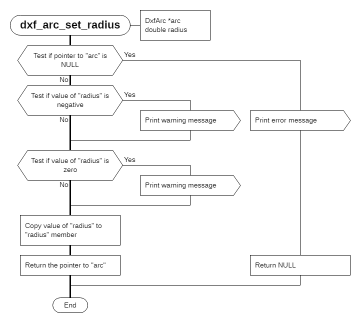 dxf_arc_set_radius
DxfArc *arc
double radius
Test if pointer to "arc" is
NULL
Yes
No
Test if value of "radius" is
negative
Yes
No
Print warning message
Print error message
Test if value of "radius" is
zero
Yes
No
Print warning message
Copy value of "radius" to
"radius" member
Return the pointer to "arc"
Return NULL
End